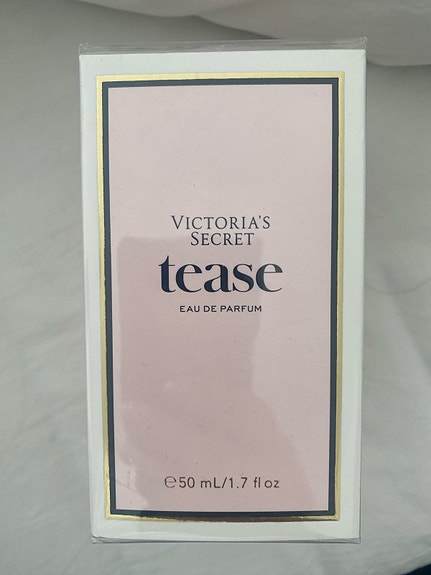 VICTORIA'S
SECRET
tease
EAU DE PARFUM
℮50 mL/1.7 fl oz